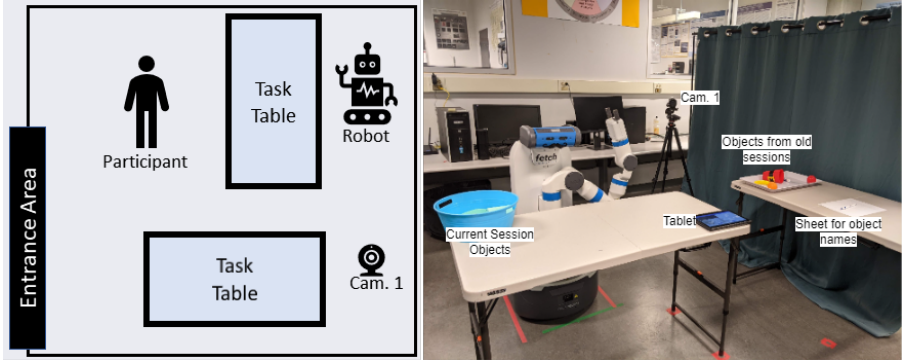 Task
Table
Robot
Participant
Entrance Area
Task
Table
Cam. 1
Cam. 1
Objects from old
sessions
fetch
Tablet
Current Session
Objects
Sheet for object
names